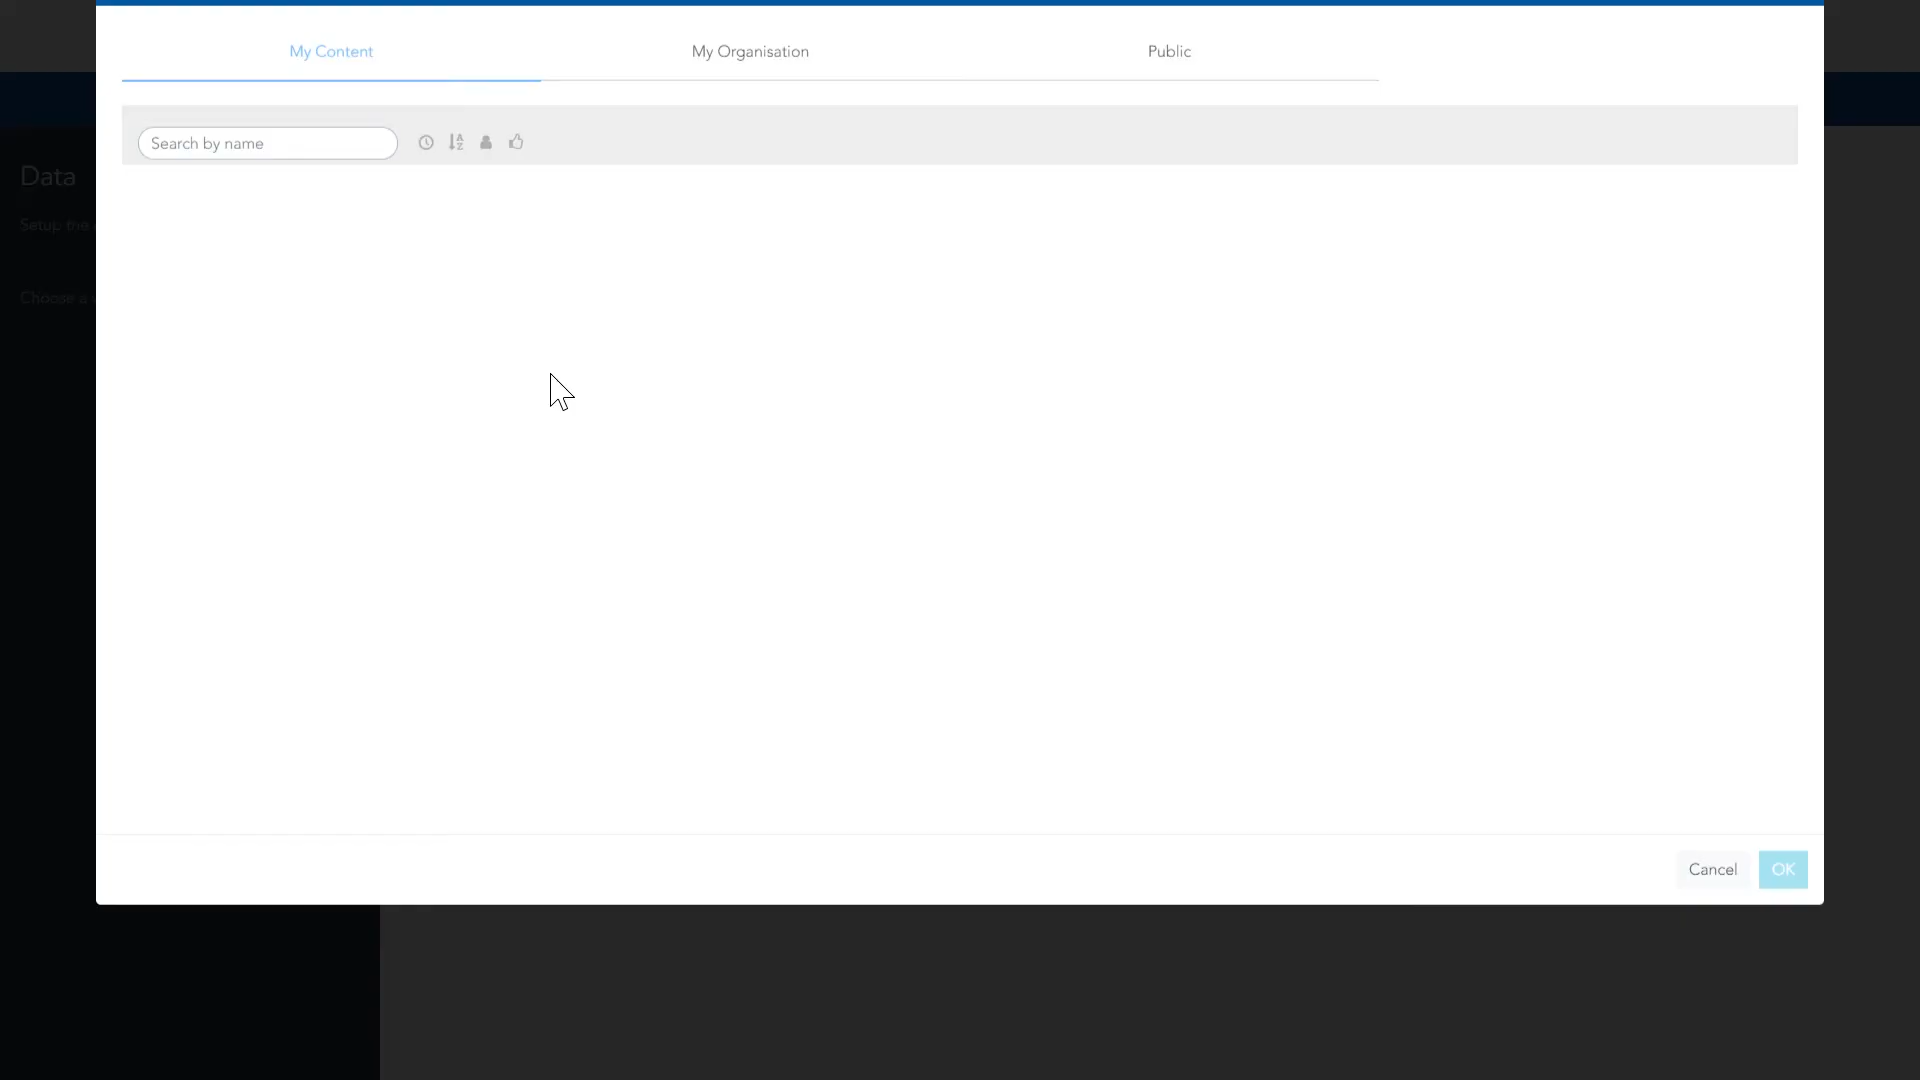 My Content
My Organisation
Public
Search by name
Data
Setup the
Choose a
Cancel
OK